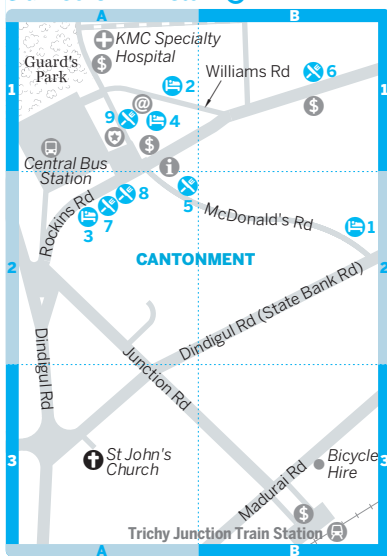 A
B
KMC Specialty
Hospital
$
Guard's
Park
Williams Rd
6
1
1
2
@
9
4
$
$
Central Bus
Station
i
8
5
Rockins Rd
7
3
McDonald's Rd
1
2
2
CANTONMENT
Dindigul Rd (State Bank Rd)
Dindigul Rd
Junction Rd
St John's
Church
Bicycle
Hire
3
3
Madurai Rd
$
Trichy Junction Train Station
A
B